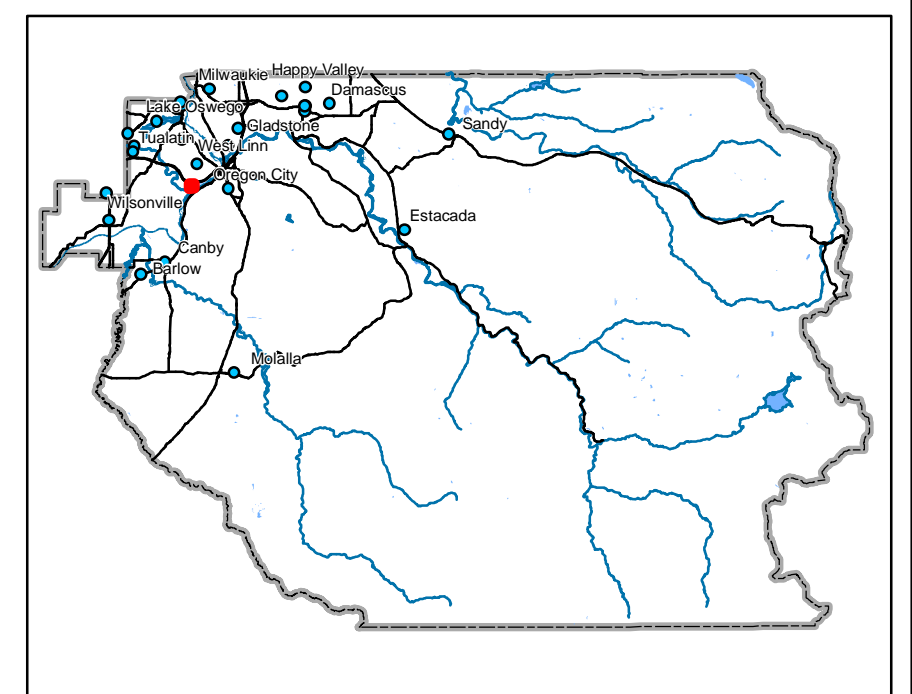 Milwaukie
Happy Valley
Damascus
Lake Oswego
Gladstone
Sandy
Tualatin
West Linn
Oregon City
Wilsonville
Estacada
Canby
Barlow
Molalla